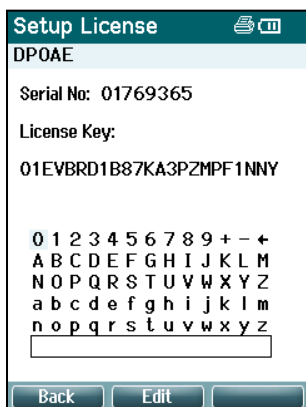 Setup License
DPOAE
Serial No: 01769365
License Key:
01EVBRD1B87KA3PZMPF1NNY
0 1 2 3 4 5 6 7 8 9 + - ←
A B C D E F G H I J K L M
N O P Q R S T U V W X Y Z
a b c d e f g h i j k l m
n o p q r s t u v w x y z
Back Edit